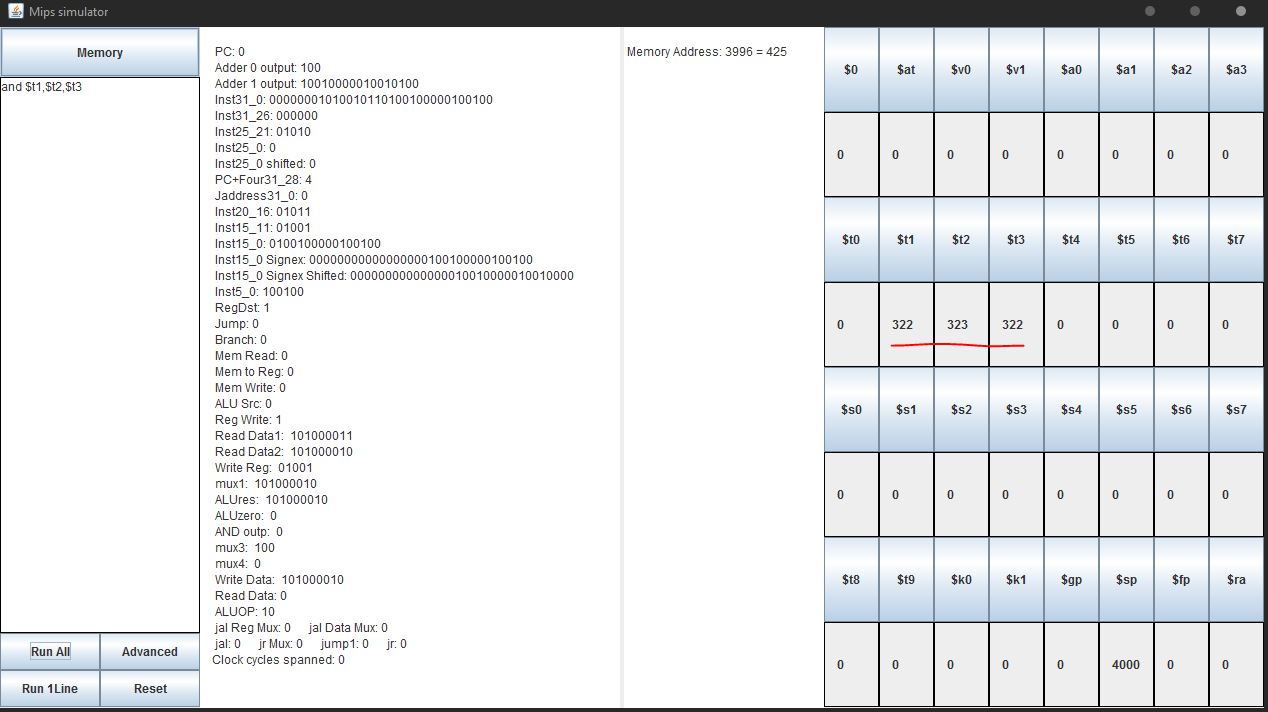 Mips simulator
Memory
and $t1,$t2,$t3
Run All Advanced
Run 1Line Reset
PC: 0
Adder 0 output: 100
Adder 1 output: 10010000010010100
Inst31_0: 00000001010010110100100000100100
Inst31_26: 000000
Inst25_21: 01010
Inst25_0: 0
Inst25_0 shifted: 0
PC+Four31_28: 4
Jaddress31_0: 0
Inst20_16: 01011
Inst15_11: 01001
Inst15_0: 0100100000100100
Inst15_0 Signex: 00000000000000000100100000100100
Inst15_0 Signex Shifted: 00000000000000010010000010010000
Inst5_0: 100100
RegDst: 1
Jump: 0
Branch: 0
Mem Read: 0
Mem to Reg: 0
Mem Write: 0
ALU Src: 0
Reg Write: 1
Read Data1: 101000011
Read Data2: 101000010
Write Reg: 01001
mux1: 101000010
ALUres: 101000010
ALUzero: 0
AND outp: 0
mux3: 100
mux4: 0
Write Data: 101000010
Read Data: 0
ALUOP: 10
jal Reg Mux: 0 jal Data Mux: 0
jal: 0 jr Mux: 0 jump1: 0 jr: 0
Clock cycles spanned: 0
Memory Address: 3996 = 425
$0 $at $v0 $v1 $a0 $a1 $a2 $a3
0 0 0 0 0 0 0 0
$t0 $t1 $t2 $t3 $t4 $t5 $t6 $t7
0 322 323 322 0 0 0 0
$s0 $s1 $s2 $s3 $s4 $s5 $s6 $s7
0 0 0 0 0 0 0 0
$t8 $t9 $k0 $k1 $gp $sp $fp $ra
0 0 0 0 0 4000 0 0